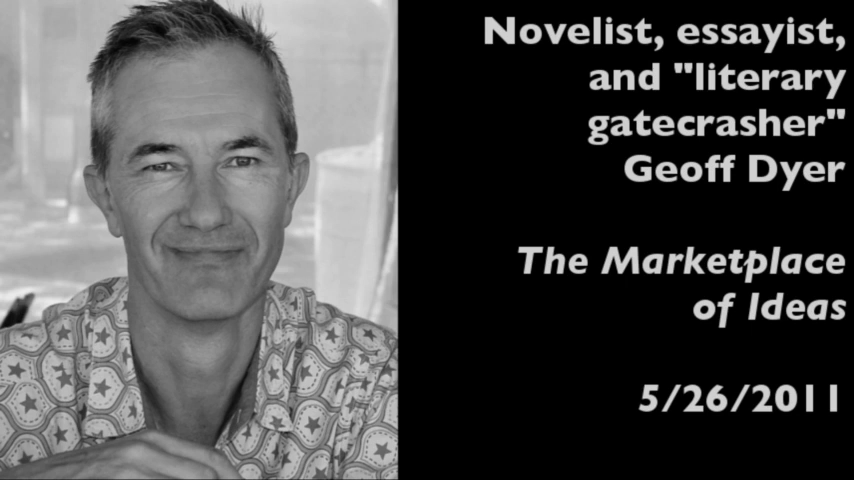 Novelist, essayist,
and "literary
gatecrasher"
Geoff Dyer
The Marketplace
of Ideas
5/26/2011